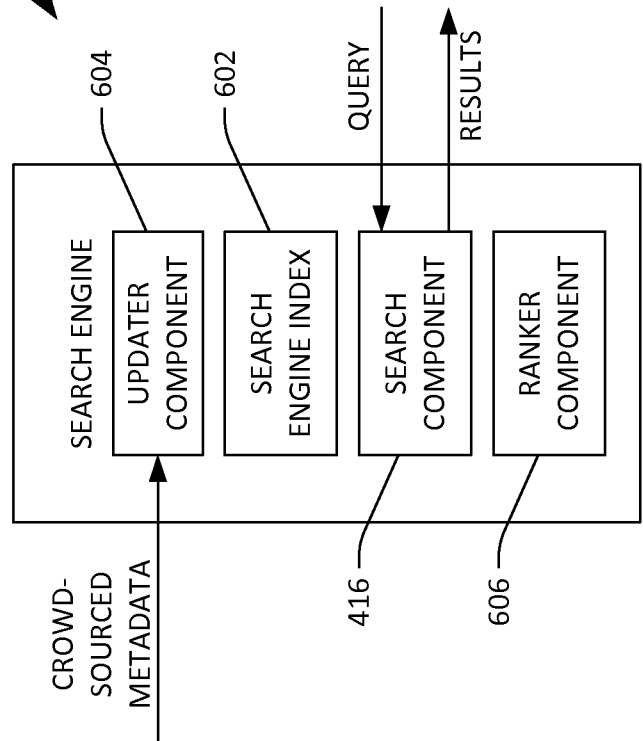 CROWD-
SOURCED
METADATA
SEARCH ENGINE
UPDATER
COMPONENT
604
SEARCH
ENGINE INDEX
602
SEARCH
COMPONENT
416
QUERY
RESULTS
RANKER
COMPONENT
606